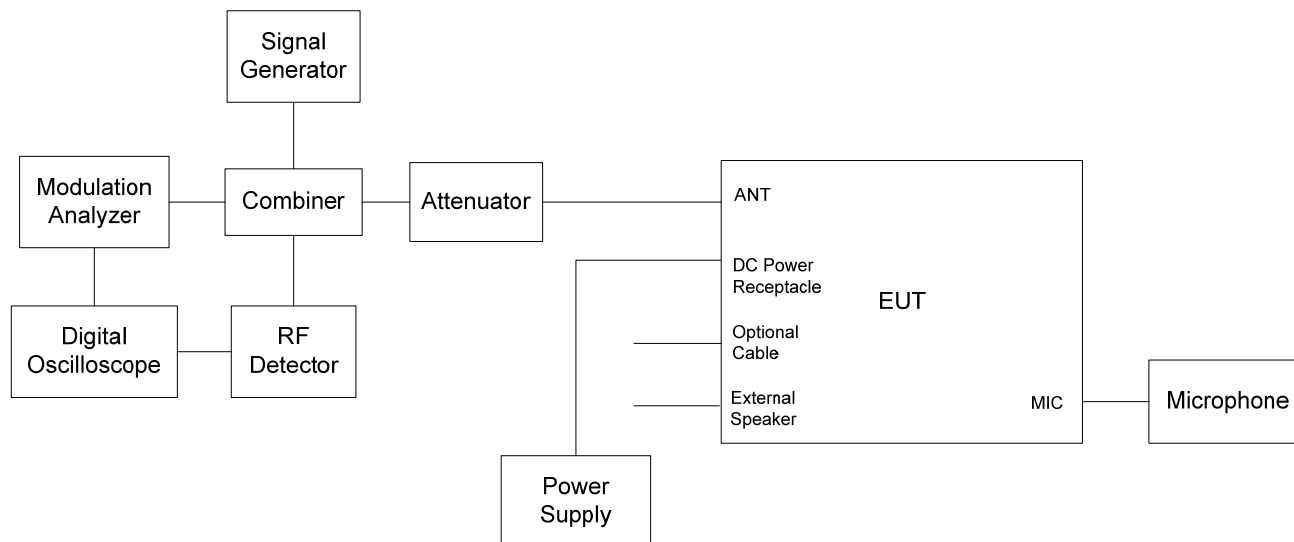 Signal
Generator
Modulation
Analyzer
Combiner
Attenuator
ANT
DC Power
Receptacle
EUT
Digital
Oscilloscope
RF
Detector
Optional
Cable
External
Speaker
MIC
Microphone
Power
Supply